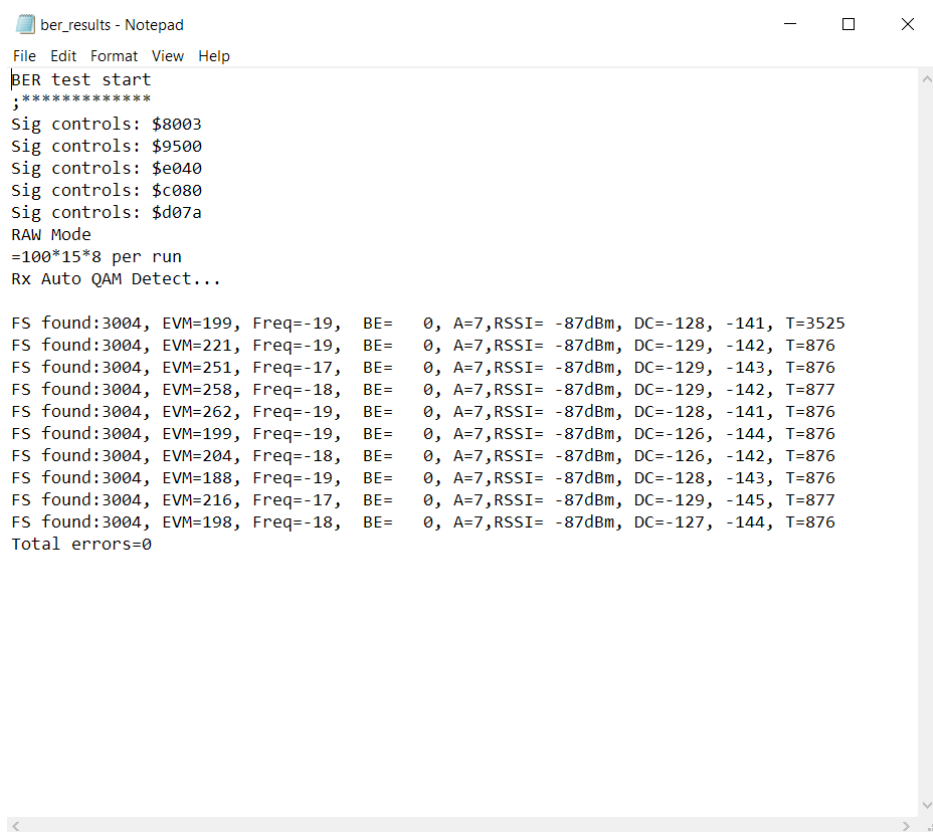 ber_results - Notepad
File Edit Format View Help
BER test start
;*************
Sig controls: $8003
Sig controls: $9500
Sig controls: $e040
Sig controls: $c080
Sig controls: $d07a
RAW Mode
=100*15*8 per run
Rx Auto QAM Detect...
FS found:3004, EVM=199, Freq=-19,  BE=   0, A=7,RSSI= -87dBm, DC=-128, -141, T=3525
FS found:3004, EVM=221, Freq=-19,  BE=   0, A=7,RSSI= -87dBm, DC=-129, -142, T=876
FS found:3004, EVM=251, Freq=-17,  BE=   0, A=7,RSSI= -87dBm, DC=-129, -143, T=876
FS found:3004, EVM=258, Freq=-18,  BE=   0, A=7,RSSI= -87dBm, DC=-129, -142, T=877
FS found:3004, EVM=262, Freq=-19,  BE=   0, A=7,RSSI= -87dBm, DC=-128, -141, T=876
FS found:3004, EVM=199, Freq=-19,  BE=   0, A=7,RSSI= -87dBm, DC=-126, -144, T=876
FS found:3004, EVM=204, Freq=-18,  BE=   0, A=7,RSSI= -87dBm, DC=-126, -142, T=876
FS found:3004, EVM=188, Freq=-19,  BE=   0, A=7,RSSI= -87dBm, DC=-128, -143, T=876
FS found:3004, EVM=216, Freq=-17,  BE=   0, A=7,RSSI= -87dBm, DC=-129, -145, T=877
FS found:3004, EVM=198, Freq=-18,  BE=   0, A=7,RSSI= -87dBm, DC=-127, -144, T=876
Total errors=0